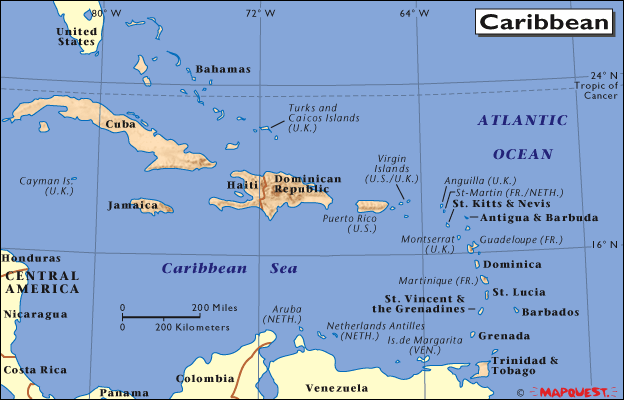 80° W
72° W
64° W
Caribbean
United
States
Bahamas
24° N
Tropic of
Cancer
Turks and
Caicos Islands
(U.K.)
ATLANTIC
OCEAN
Cuba
Cayman Is.
(U.K.)
Haiti
Dominican
Republic
Virgin
Islands
(U.S./U.K.)
Anguilla (U.K.)
St-Martin (FR./NETH.)
St. Kitts & Nevis
Antigua & Barbuda
Jamaica
Puerto Rico
(U.S.)
Montserrat
(U.K.)
Guadeloupe (FR.)
16° N
Honduras
CENTRAL
AMERICA
Caribbean Sea
Dominica
Martinique (FR.)
St. Lucia
Nicaragua
0 200 Miles
0 200 Kilometers
St. Vincent &
the Grenadines
Barbados
Aruba
(NETH.)
Netherlands Antilles
(NETH.)
Is. de Margarita
(VEN.)
Grenada
Trinidad &
Tobago
Costa Rica
Panama
Colombia
Venezuela
© MAPQUEST.